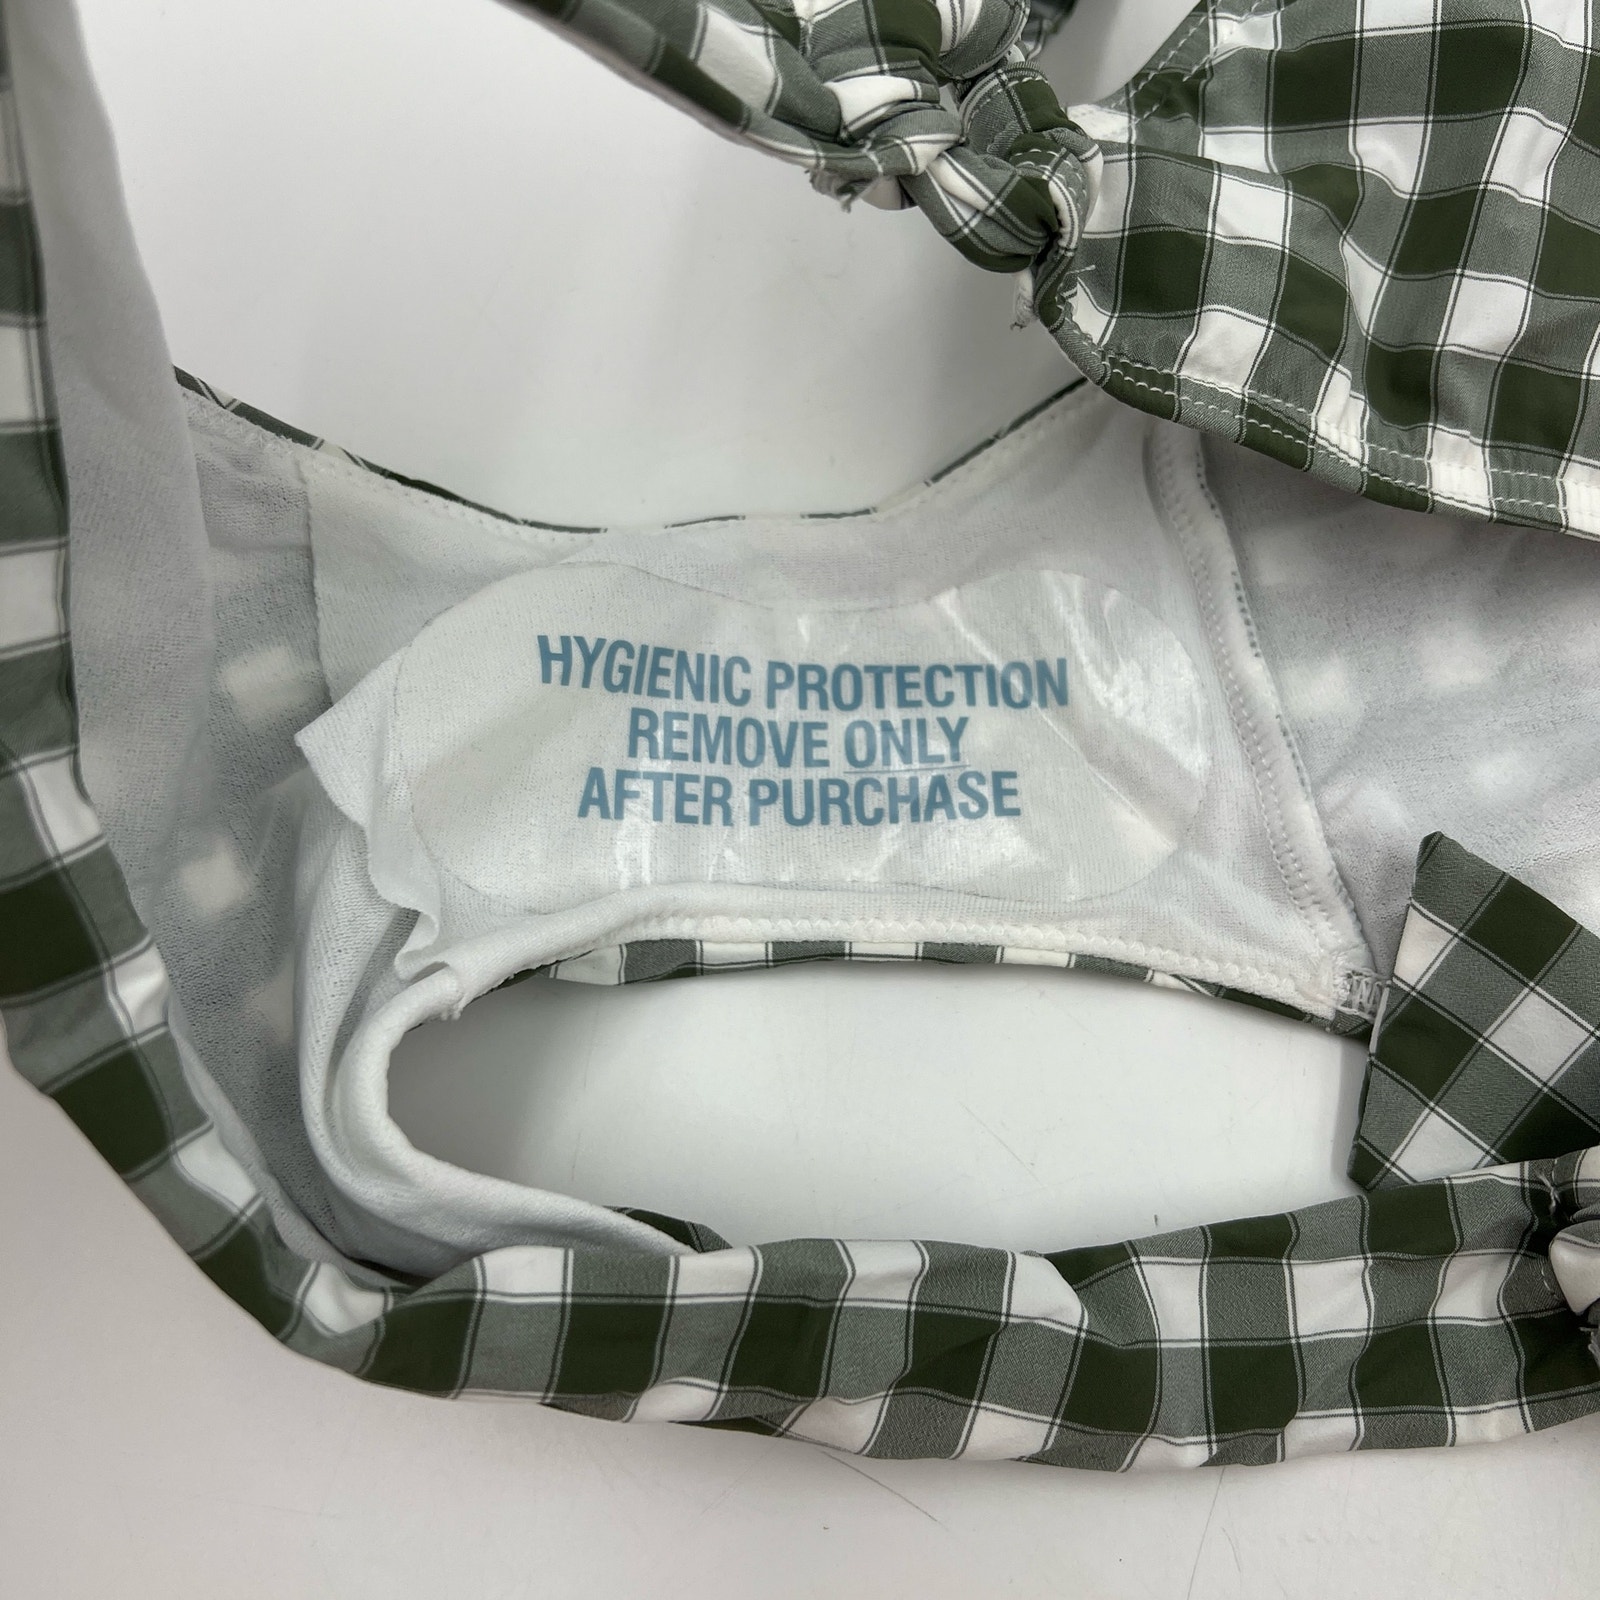 HYGIENIC PROTECTION
REMOVE ONLY
AFTER PURCHASE